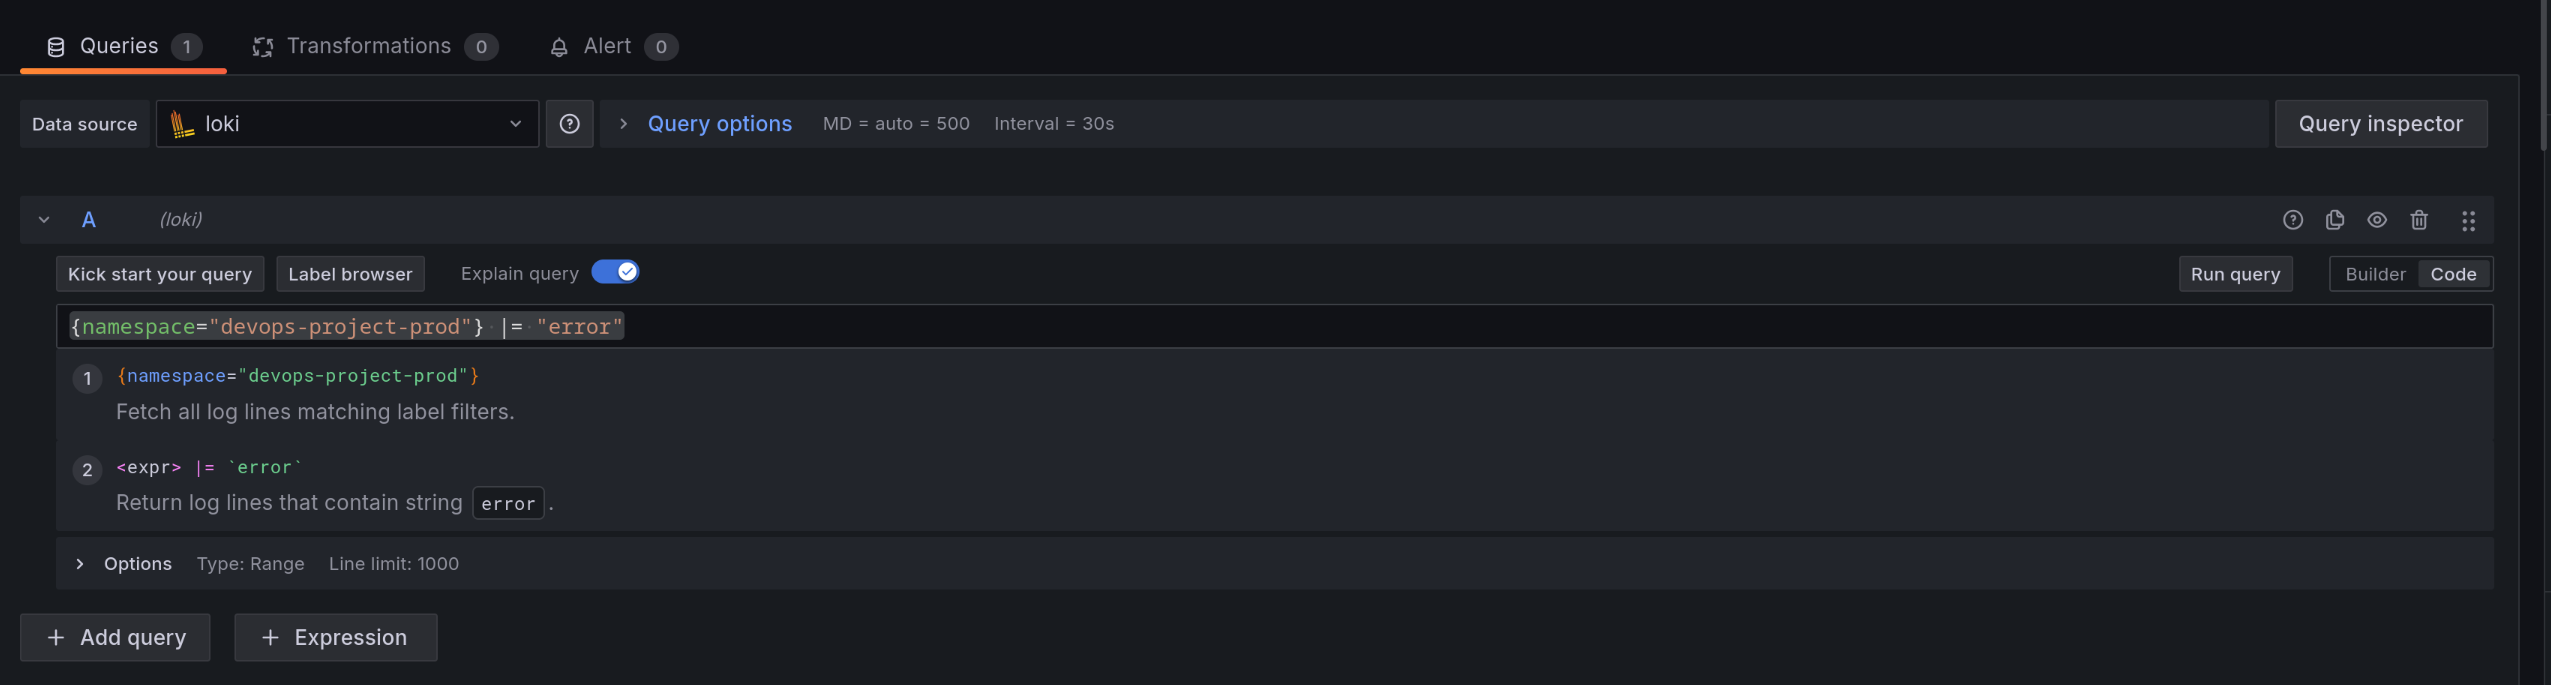 Queries 1 Transformations 0 Alert 0
Data source loki Query options MD = auto = 500 Interval = 30s Query inspector
A (loki)
Kick start your query Label browser Explain query Run query Builder Code
{namespace="devops-project-prod"} |= "error"
1 {namespace="devops-project-prod"}
Fetch all log lines matching label filters.
2 <expr> |= `error`
Return log lines that contain string error .
Options Type: Range Line limit: 1000
+ Add query + Expression